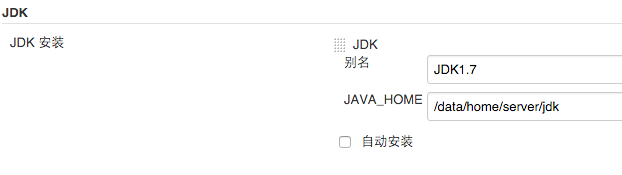 JDK
JDK 安装
JDK
别名
JDK1.7
JAVA_HOME
/data/home/server/jdk
自动安装